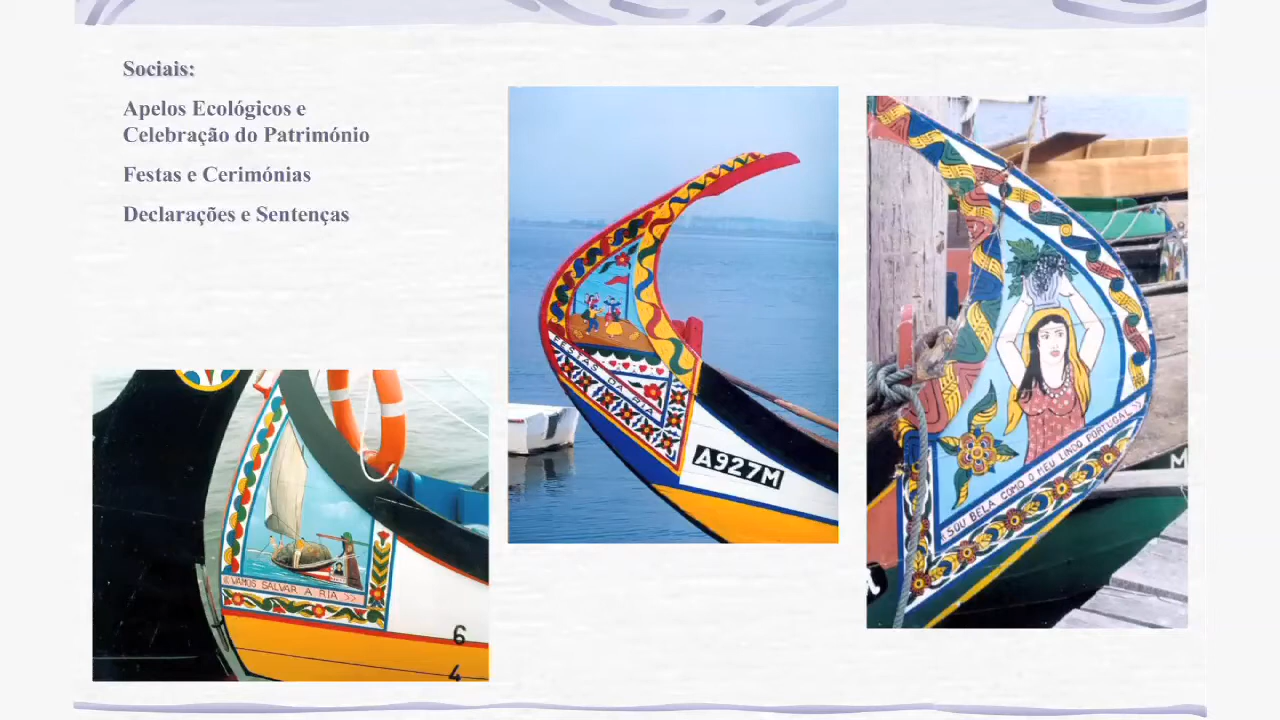 Sociais:
Apelos Ecológicos e
Celebração do Património
Festas e Cerimónias
Declarações e Sentenças
FESTAS DA RIA
A927M
«SOU BELA COMO O MEU LINDO PORTUGAL»
M
«VAMOS SALVAR A RIA»
6
4